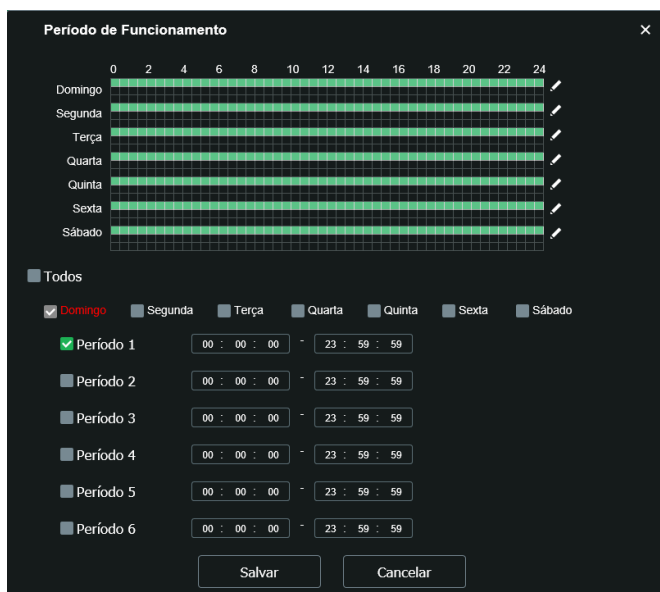 Período de Funcionamento ×
0 2 4 6 8 10 12 14 16 18 20 22 24
Domingo
Segunda
Terça
Quarta
Quinta
Sexta
Sábado
Todos
Domingo Segunda Terça Quarta Quinta Sexta Sábado
Período 1 00 : 00 : 00 - 23 : 59 : 59
Período 2 00 : 00 : 00 - 23 : 59 : 59
Período 3 00 : 00 : 00 - 23 : 59 : 59
Período 4 00 : 00 : 00 - 23 : 59 : 59
Período 5 00 : 00 : 00 - 23 : 59 : 59
Período 6 00 : 00 : 00 - 23 : 59 : 59
Salvar Cancelar